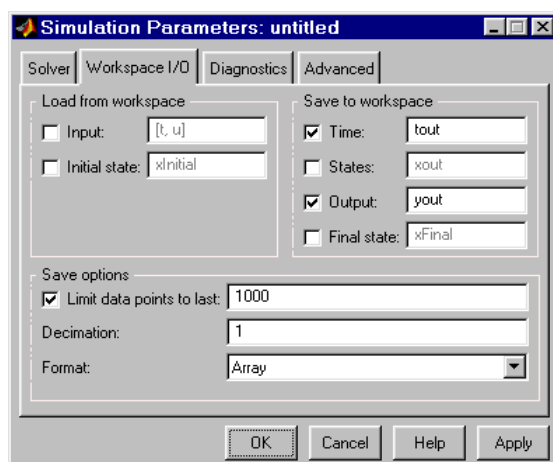 Simulation Parameters: untitled
Solver Workspace I/O Diagnostics Advanced
Load from workspace
Input: [t, u]
Initial state: xInitial
Save to workspace
Time: tout
States: xout
Output: yout
Final state: xFinal
Save options
Limit data points to last: 1000
Decimation: 1
Format: Array
OK Cancel Help Apply